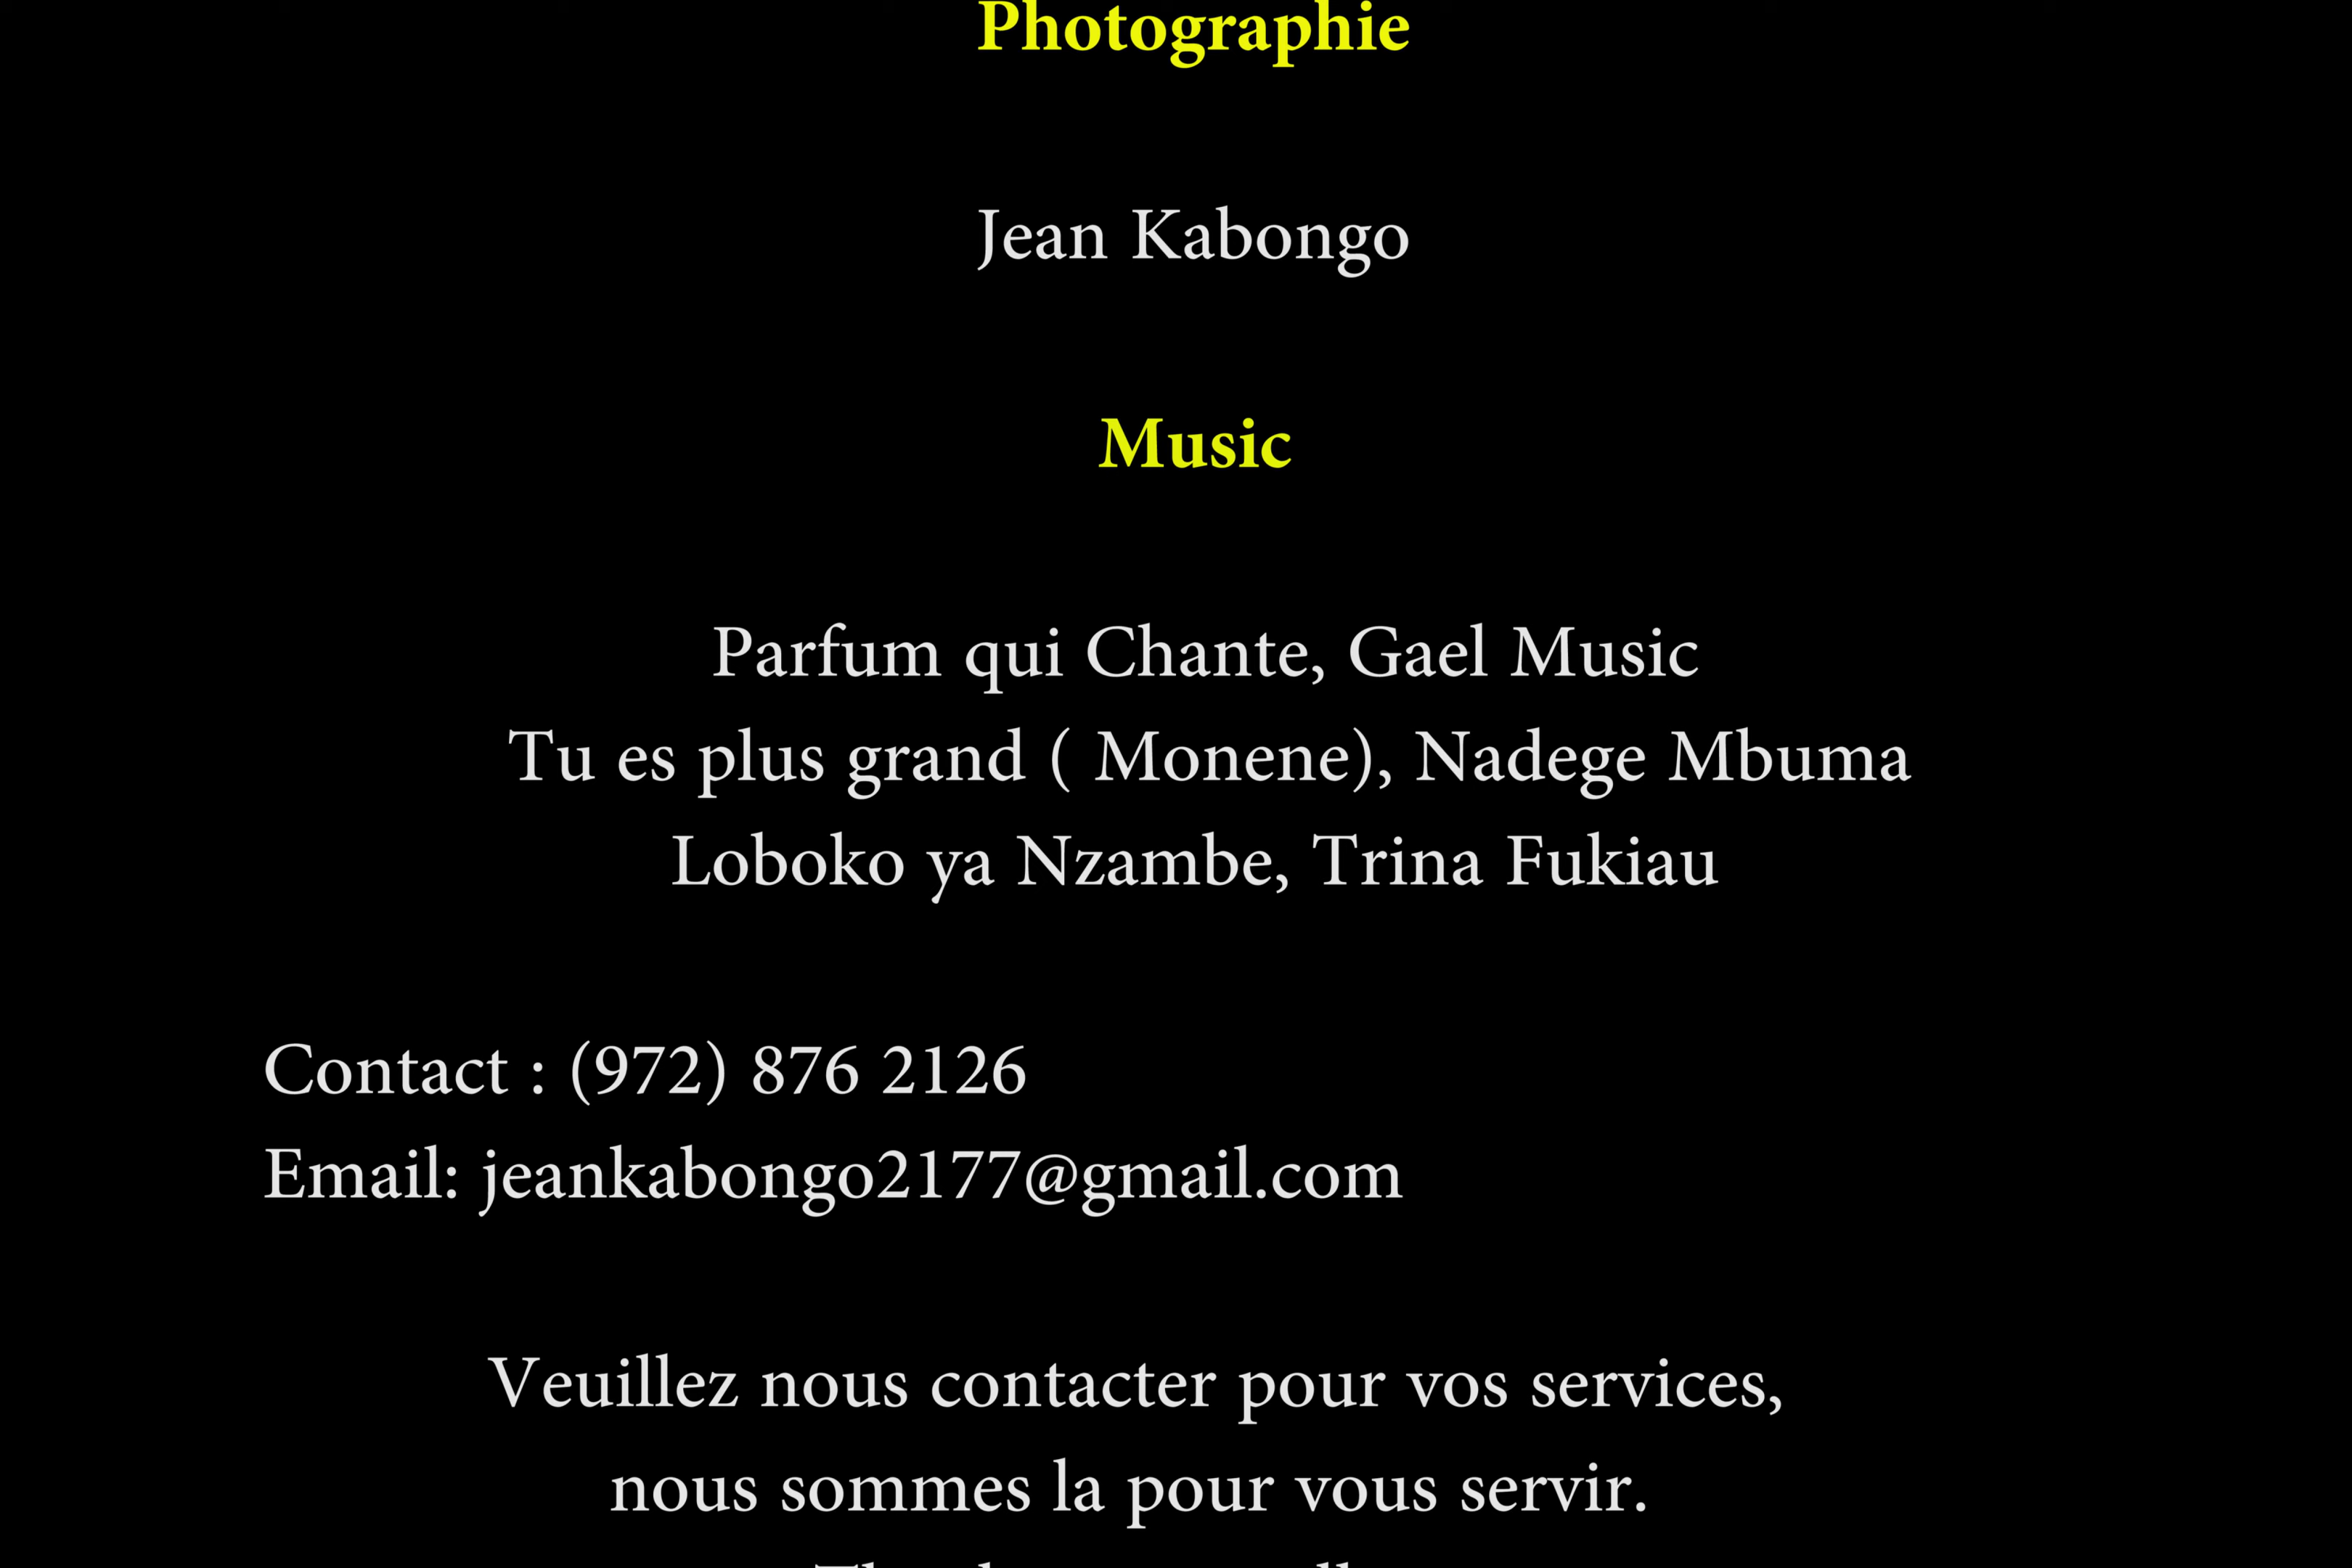 Photographie
Jean Kabongo
Music
Parfum qui Chante, Gael Music
Tu es plus grand ( Monene), Nadege Mbuma
Loboko ya Nzambe, Trina Fukiau
Contact : (972) 876 2126
Email: jeankabongo2177@gmail.com
Veuillez nous contacter pour vos services,
nous sommes la pour vous servir.